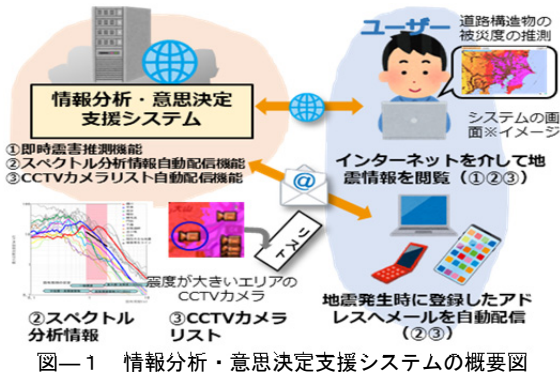 ユーザー
道路構造物の
被災度の推測
情報分析・意思決定
支援システム
システムの画
面※イメージ
①即時震害推測機能
②スペクトル分析情報自動配信機能
③CCTVカメラリスト自動配信機能
インターネットを介して地
震情報を閲覧(①②③)
@
リスト
震度が大きいエリアの
CCTVカメラ
②スペクトル
分析情報
③CCTVカメラ
リスト
地震発生時に登録したアド
レスへメールを自動配信
(②③)
図―1 情報分析・意思決定支援システムの概要図